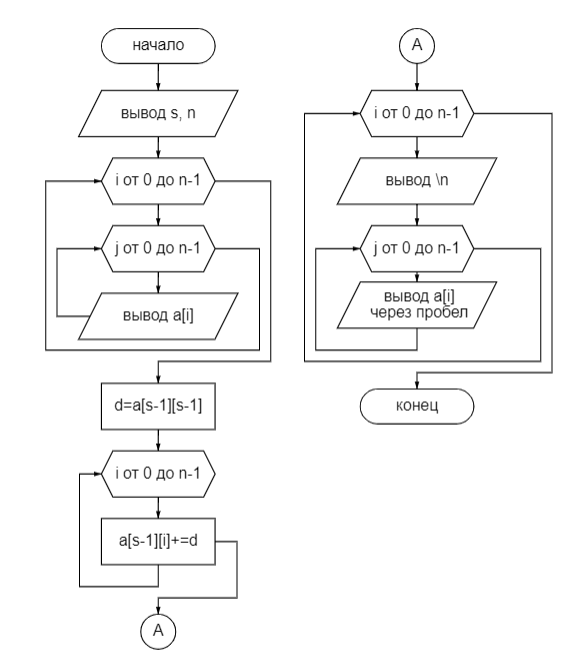 начало
вывод s, n
i от 0 до n-1
j от 0 до n-1
вывод a[i]
d=a[s-1][s-1]
i от 0 до n-1
a[s-1][i]+=d
A
A
i от 0 до n-1
вывод \n
j от 0 до n-1
вывод a[i]
через пробел
конец